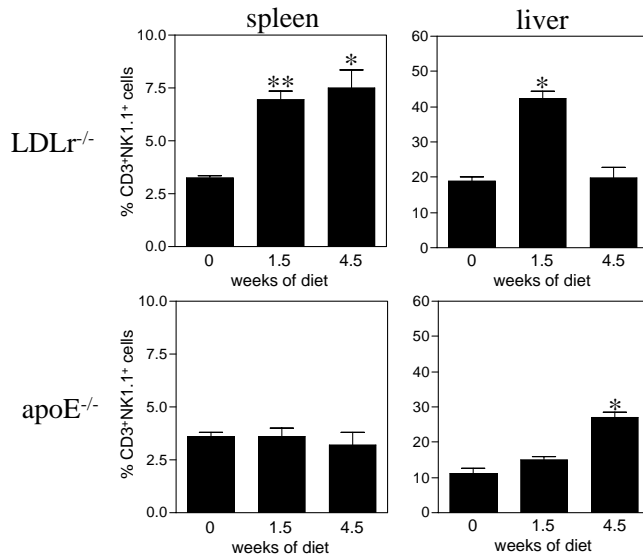 spleen
liver
LDLr-/-
% CD3+NK1.1+ cells
10.0
7.5
5.0
2.5
0.0
**
*
0 1.5 4.5
weeks of diet
60
50
40
30
20
10
0
*
0 1.5 4.5
weeks of diet
apoE-/-
% CD3+NK1.1+ cells
10.0
7.5
5.0
2.5
0.0
0 1.5 4.5
weeks of diet
60
50
40
30
20
10
0
*
0 1.5 4.5
weeks of diet